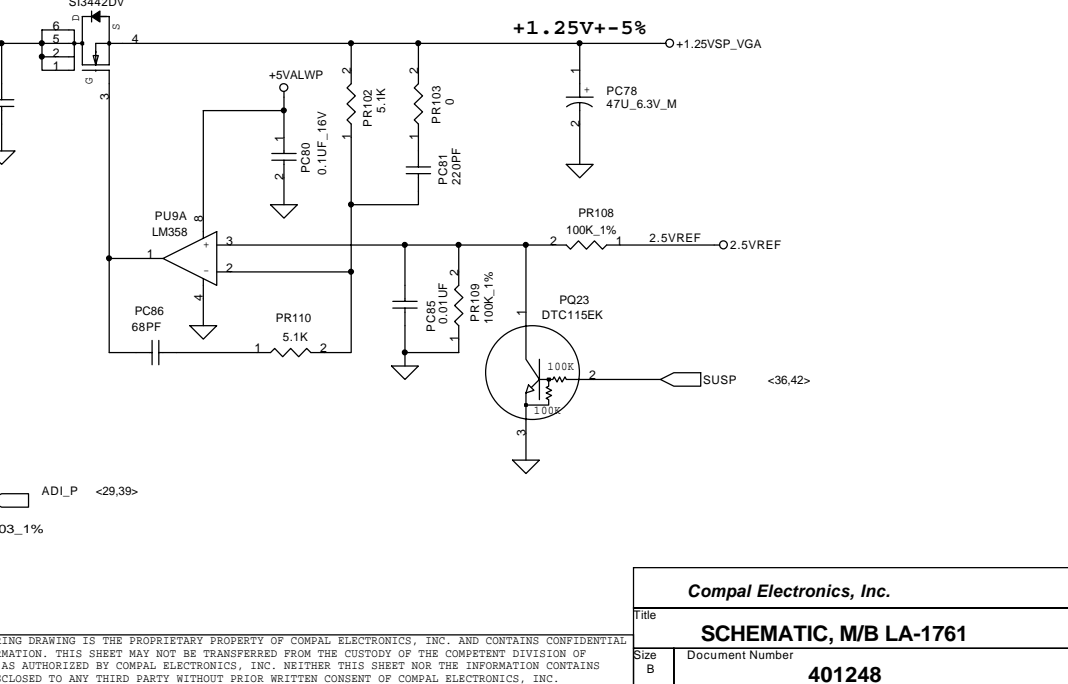 SI3442DV
D
S
G
6
5
2
1
4
3
+1.25V+-5%
+1.25VSP_VGA
+5VALWP
2
PR102
5.1K
1
2
PR103
0
1
1
+
2
PC78
47U_6.3V_M
1
PC80
0.1UF_16V
2
PC81
220PF
PU9A
LM358
8
+
3
1
-
2
4
PR108
100K_1%
2
1
2.5VREF
2.5VREF
PC85
0.01UF
2
PR109
100K_1%
1
PC86
68PF
PR110
5.1K
1
2
PQ23
DTC115EK
1
100K
2
100K
3
SUSP
<36,42>
ADI_P
<29,39>
03_1%
Compal Electronics, Inc.
Title
SCHEMATIC, M/B LA-1761
Size
B
Document Number
401248
RING DRAWING IS THE PROPRIETARY PROPERTY OF COMPAL ELECTRONICS, INC. AND CONTAINS CONFIDENTIAL
RMATION. THIS SHEET MAY NOT BE TRANSFERED FROM THE CUSTODY OF THE COMPETENT DIVISION OF
AS AUTHORIZED BY COMPAL ELECTRONICS, INC. NEITHER THIS SHEET NOR THE INFORMATION CONTAINS
SCLOSED TO ANY THIRD PARTY WITHOUT PRIOR WRITTEN CONSENT OF COMPAL ELECTRONICS, INC.